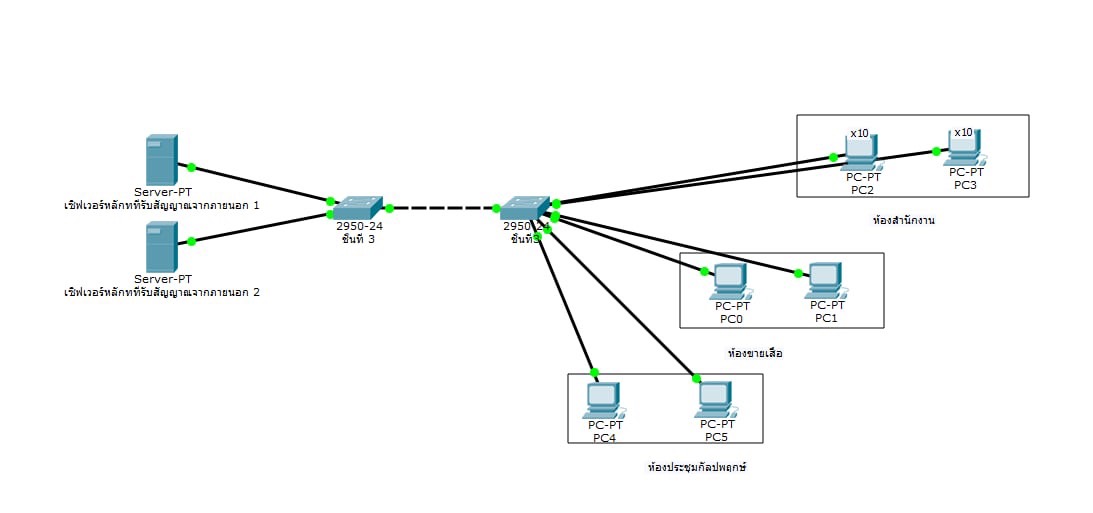 Server-PT
เซิฟเวอร์หลักทที่รับสัญญาณจากภายนอก 1
Server-PT
เซิฟเวอร์หลักทที่รับสัญญาณจากภายนอก 2
2950-24
ชั้นที่ 3
2950-24
x10
PC-PT
PC2
x10
PC-PT
PC3
ห้องสำนักงาน
PC-PT
PC0
PC-PT
PC1
ห้องขายเสื้อ
PC-PT
PC4
PC-PT
PC5
ห้องประชุมกัลปพฤกษ์